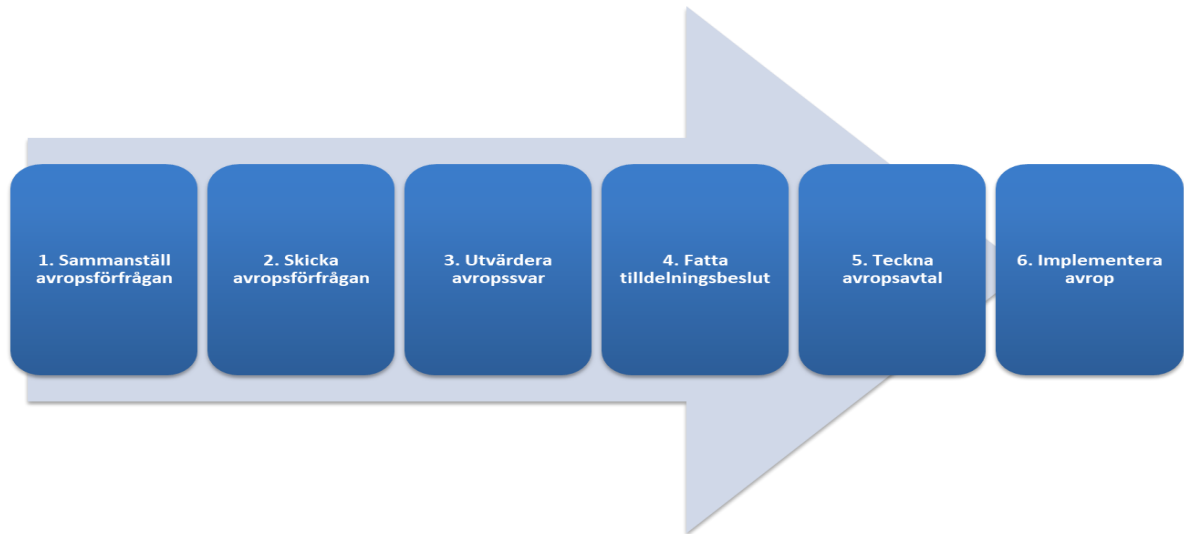 1. Sammanställ
avropsförfrågan
2. Skicka
avropsförfrågan
3. Utvärdera
avropssvar
4. Fatta
tilldelningsbeslut
5. Teckna
avropsavtal
6. Implementera
avrop